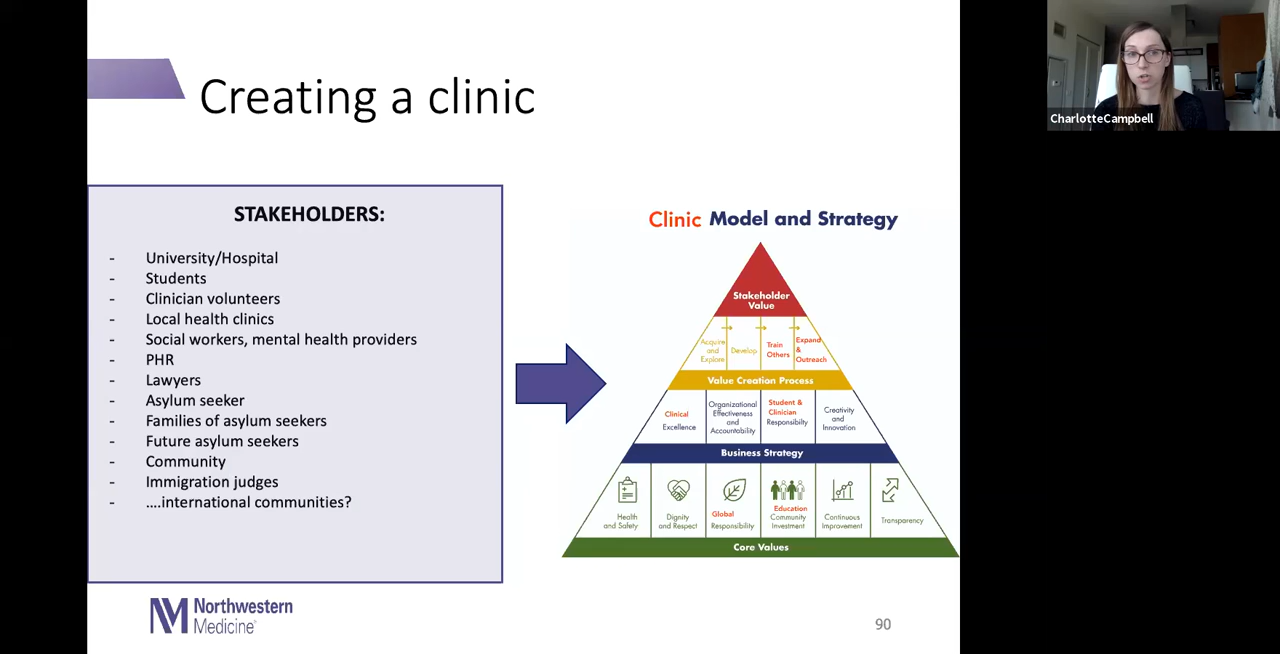 Creating a clinic
STAKEHOLDERS:
- University/Hospital
- Students
- Clinician volunteers
- Local health clinics
- Social workers, mental health providers
- PHR
- Lawyers
- Asylum seeker
- Families of asylum seekers
- Future asylum seekers
- Community
- Immigration judges
- ....international communities?
Clinic Model and Strategy
Stakeholder
Value
Acquire
and
Explore
Develop
Train
Others
Expand
&
Outreach
Value Creation Process
Clinical
Excellence
Organizational
Effectiveness
and
Accountability
Student &
Clinician
Responsibilty
Creativity
and
Innovation
Business Strategy
Health
and Safety
Dignity
and Respect
Global
Responsibility
Education
Community
Investment
Continuous
Improvement
Transparency
Core Values
Northwestern
Medicine
90
CharlotteCampbell